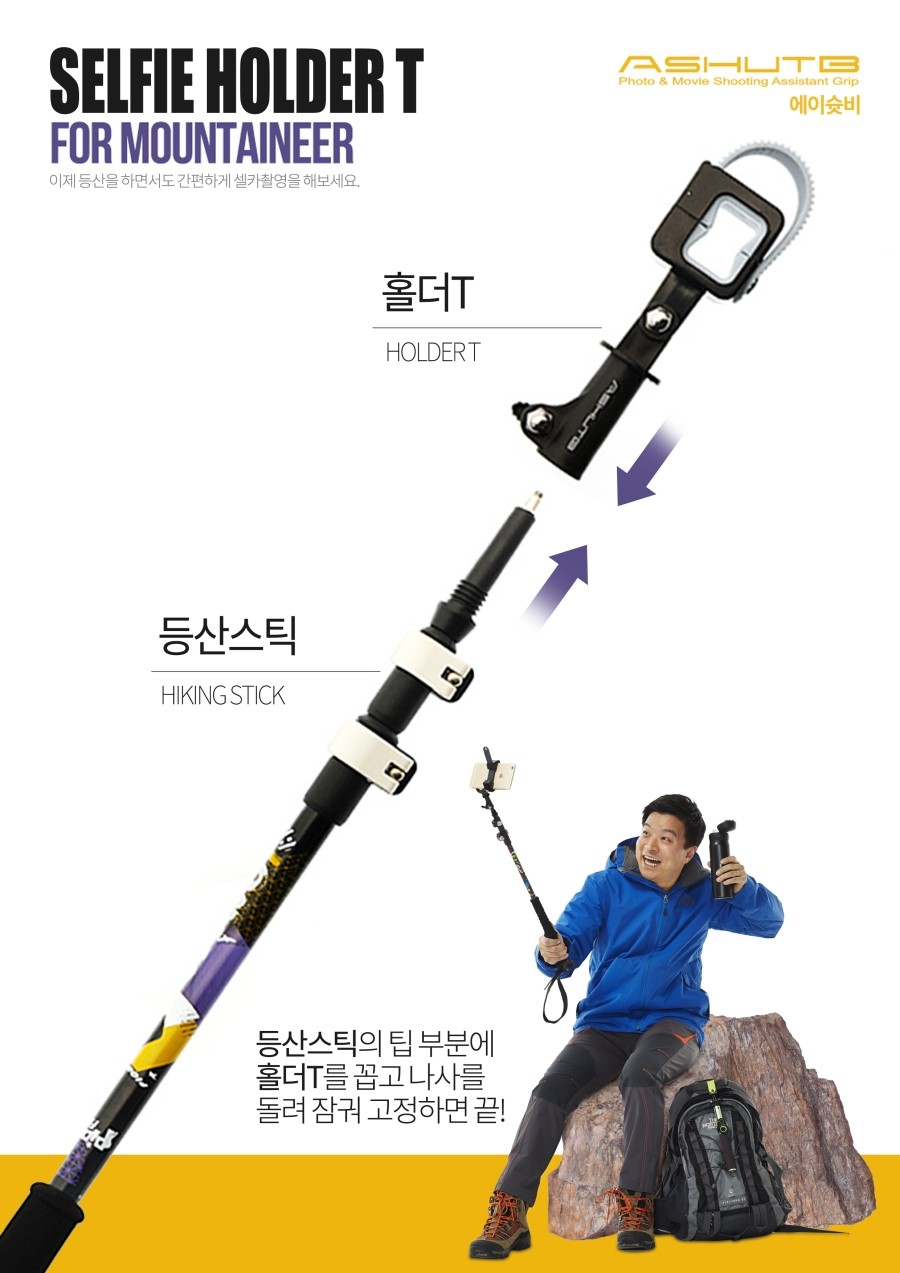 SELFIE HOLDER T
FOR MOUNTAINEER
이제 등산을 하면서도 간편하게 셀카촬영을 해보세요.
ASHUTB
Photo & Movie Shooting Assistant Grip
에이슛비
홀더T
HOLDER T
ASHUTB
등산스틱
HIKING STICK
등산스틱의 팁 부분에
홀더T를 꼽고 나사를
돌려 잠궈 고정하면 끝!